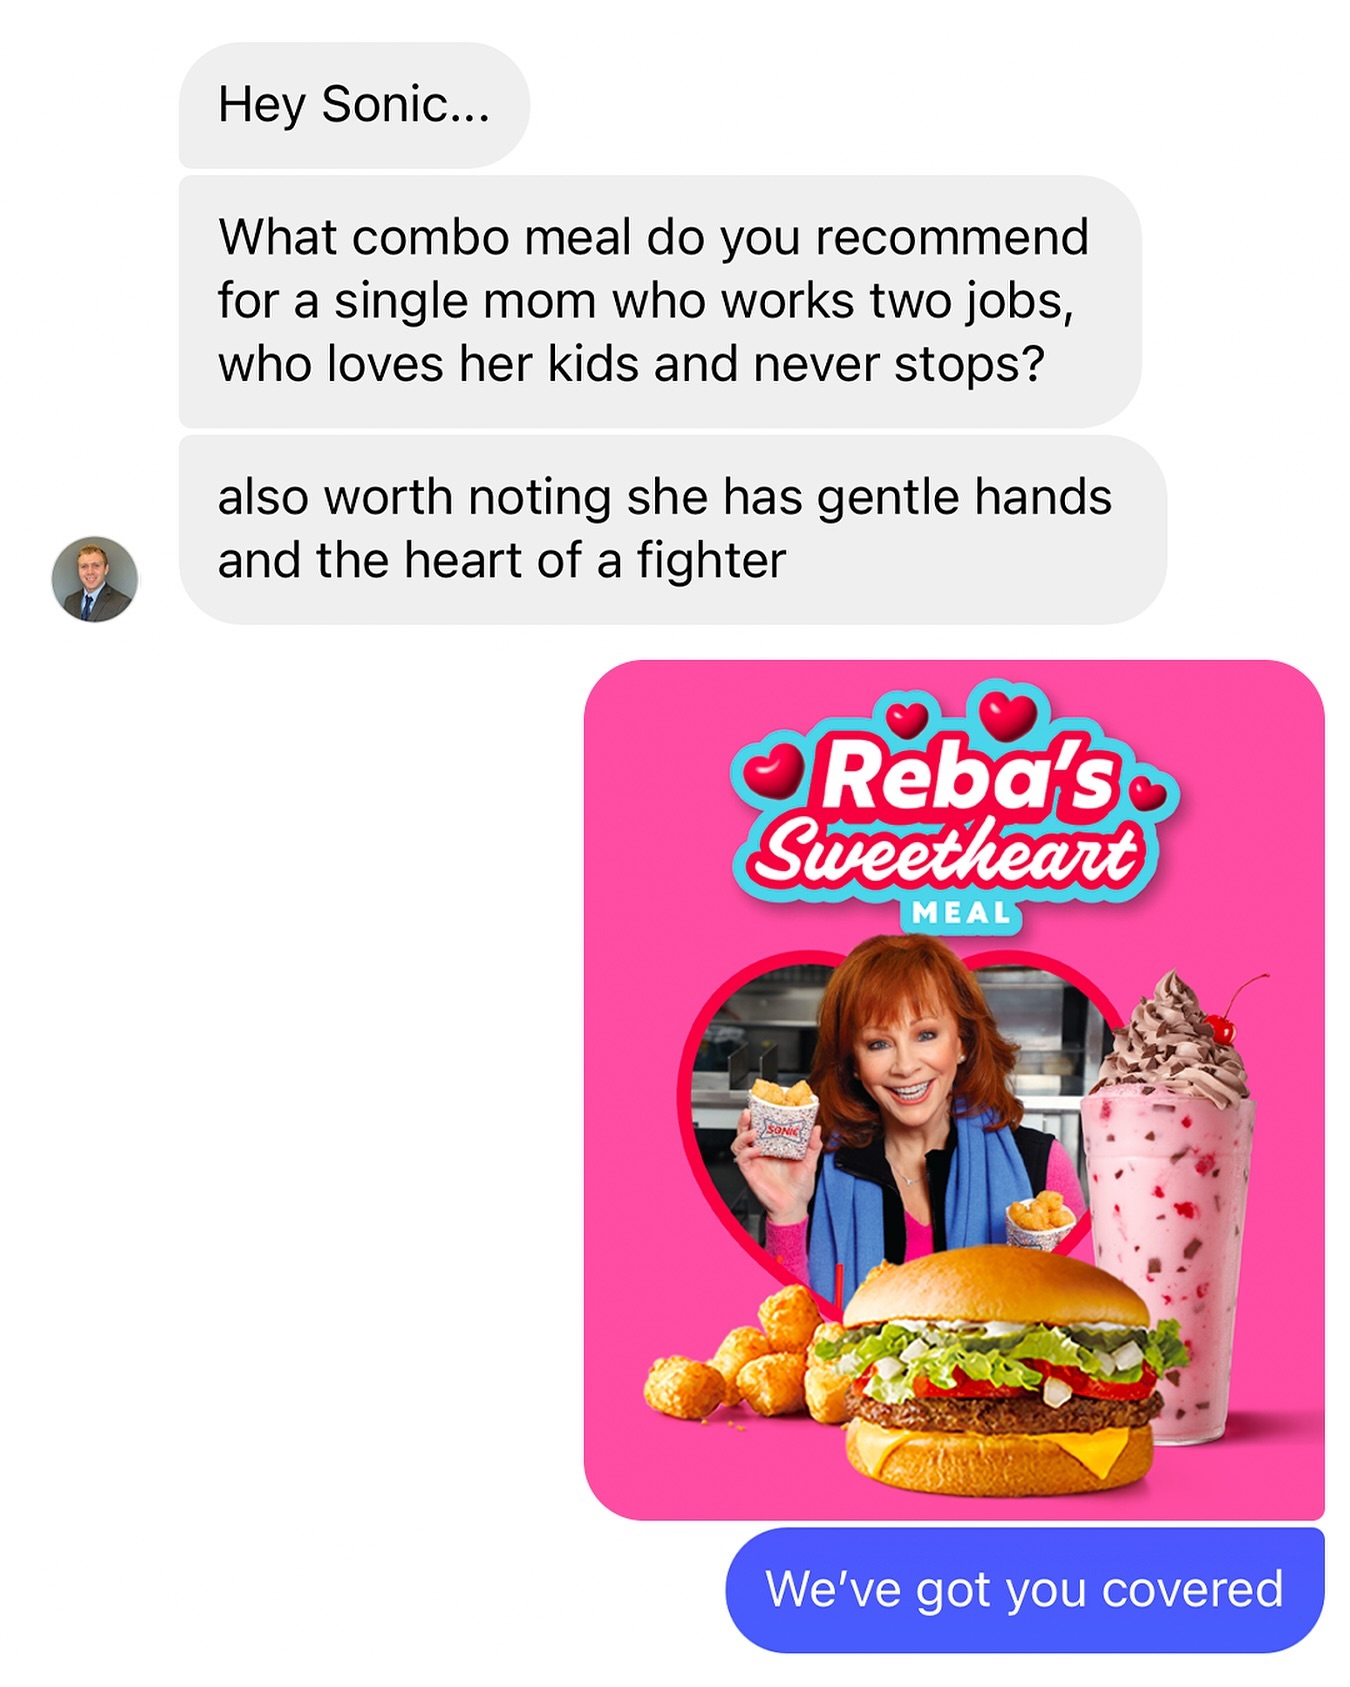 Hey Sonic...
What combo meal do you recommend
for a single mom who works two jobs,
who loves her kids and never stops?
also worth noting she has gentle hands
and the heart of a fighter
Reba's
Sweetheart
MEAL
SONIC
We've got you covered